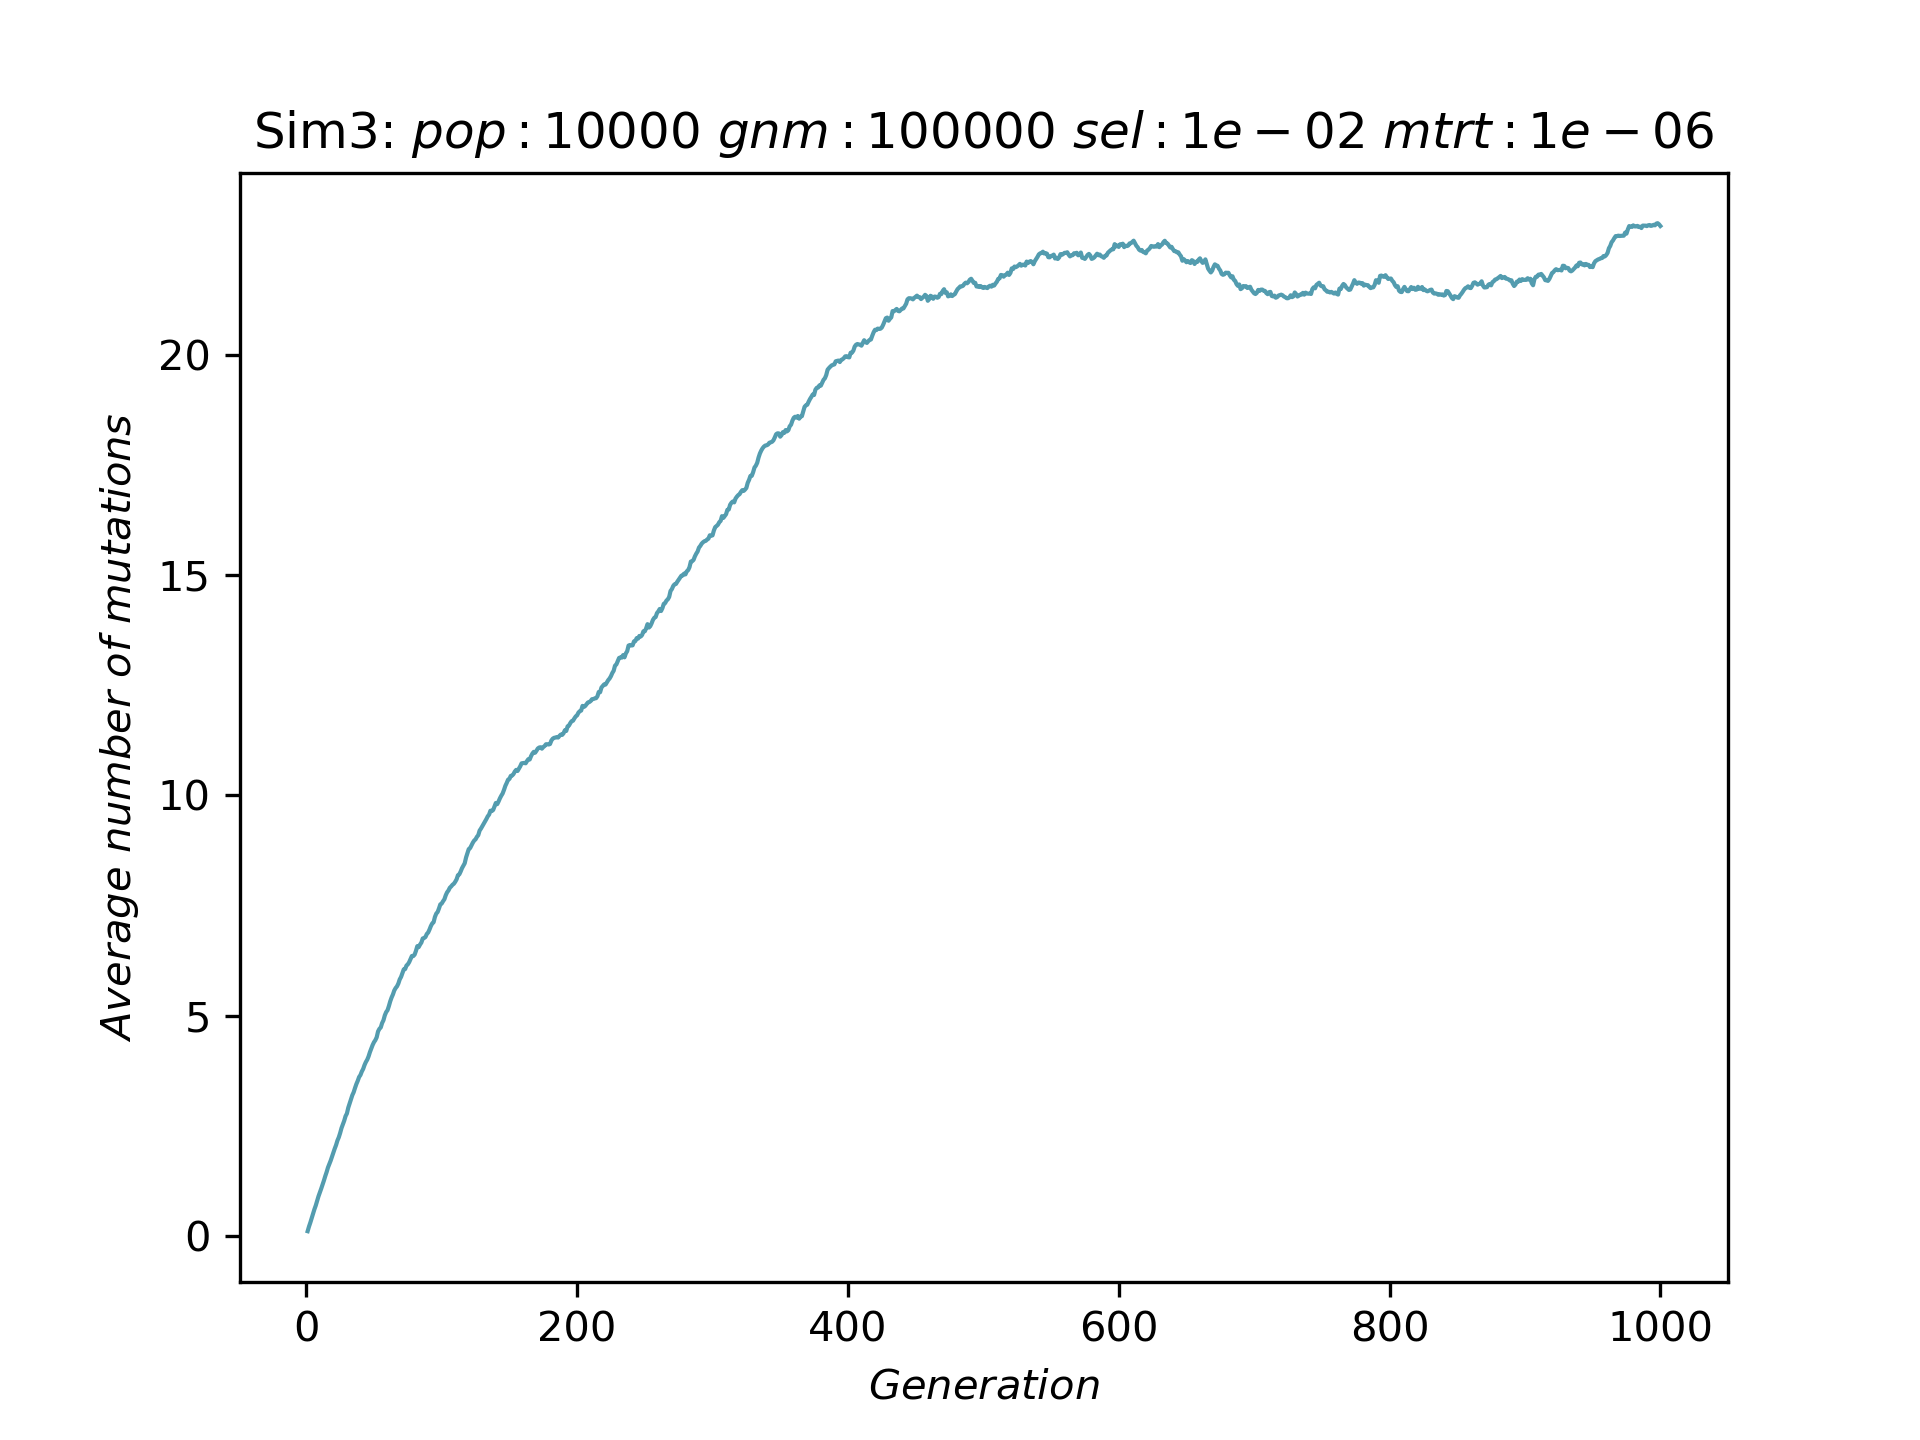 Sim3: pop : 10000 gnm : 100000 sel : 1e − 02 mtrt : 1e − 06
20
15
10
5
0
Average number of mutations
0 200 400 600 800 1000
Generation